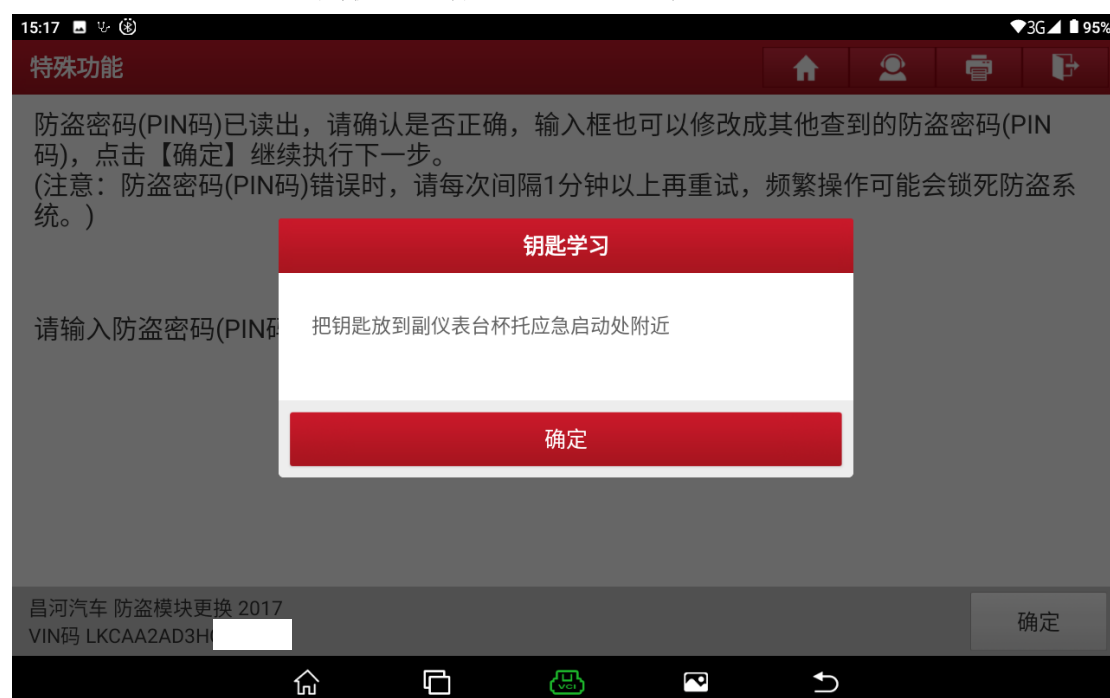 15:17
3G 95%
特殊功能
防盗密码(PIN码)已读出，请确认是否正确，输入框也可以修改成其他查到的防盗密码(PIN
码)，点击【确定】继续执行下一步。
(注意：防盗密码(PIN码)错误时，请每次间隔1分钟以上再重试，频繁操作可能会锁死防盗系
统。)
钥匙学习
请输入防盗密码(PIN码
把钥匙放到副仪表台杯托应急启动处附近
确定
昌河汽车 防盗模块更换 2017
VIN码 LKCAA2AD3H
确定
VCI